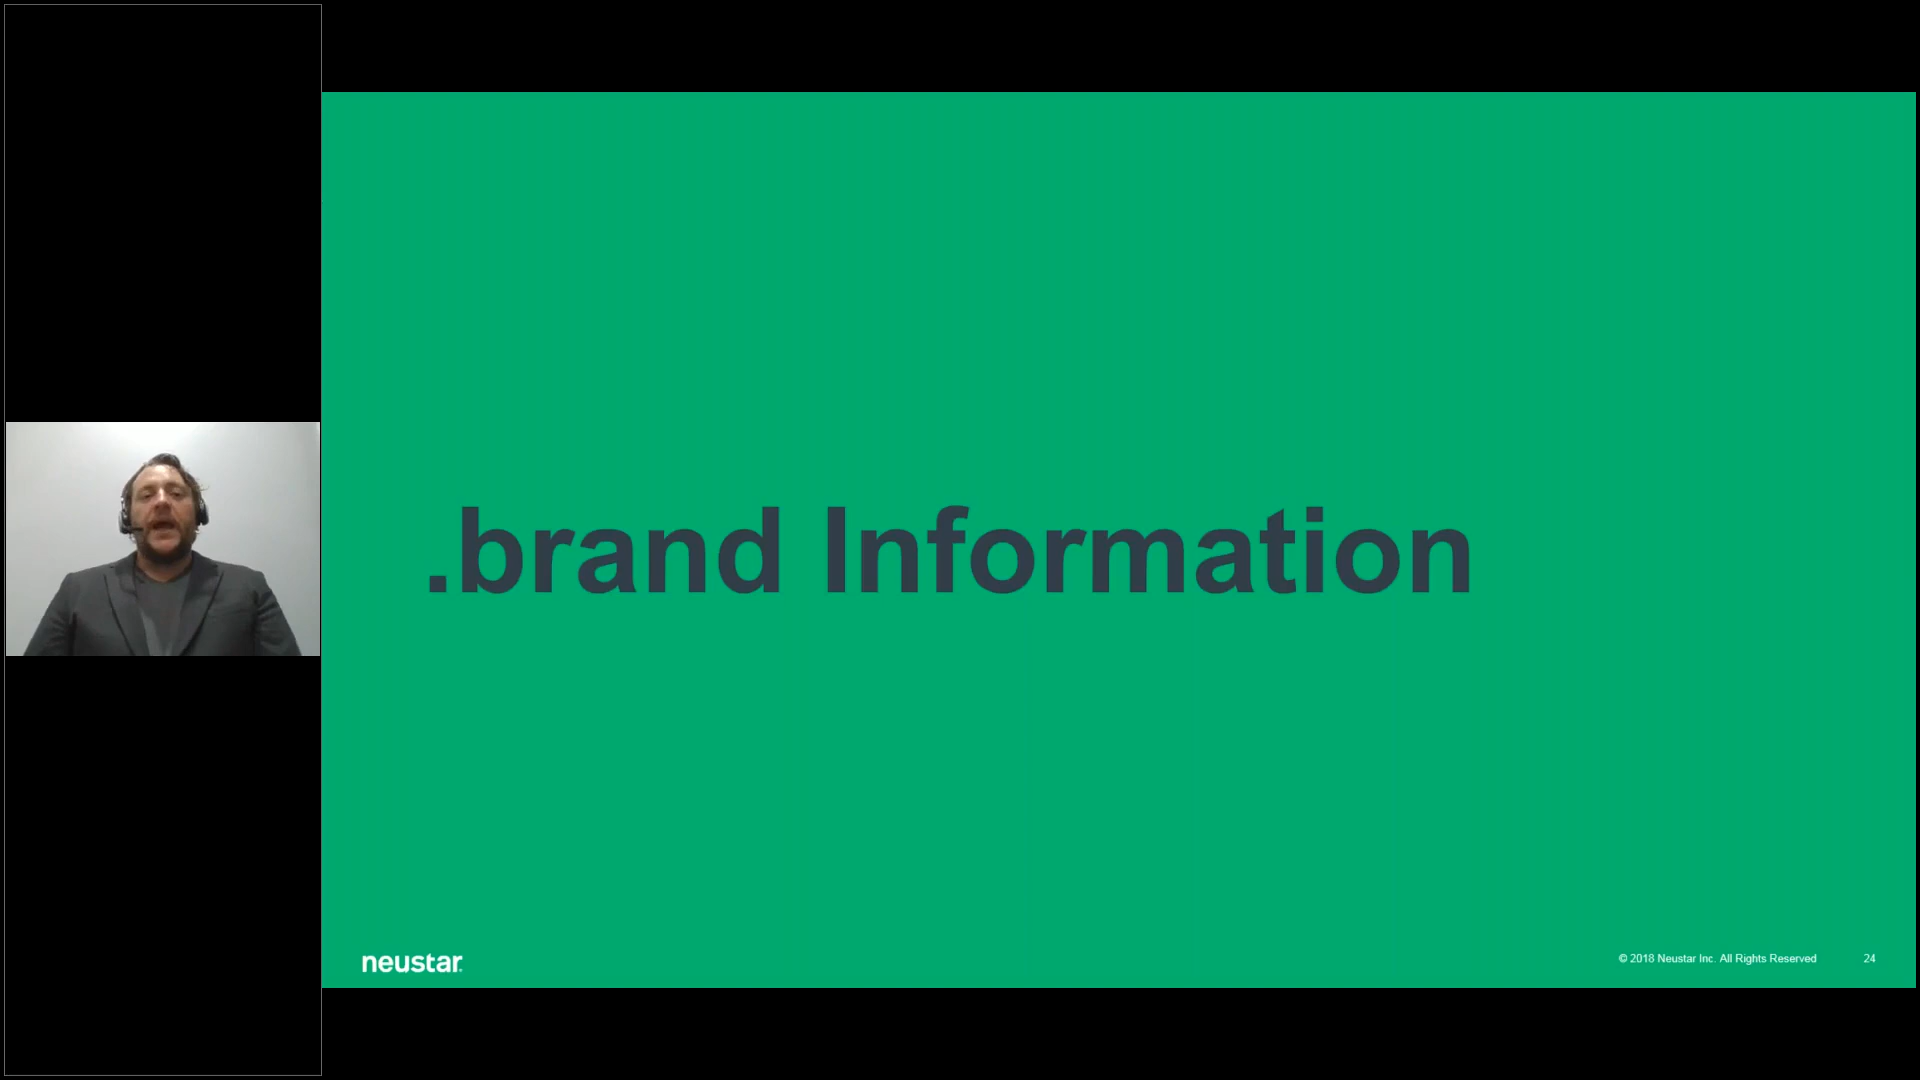 .brand Information
neustar
© 2018 Neustar Inc. All Rights Reserved 24